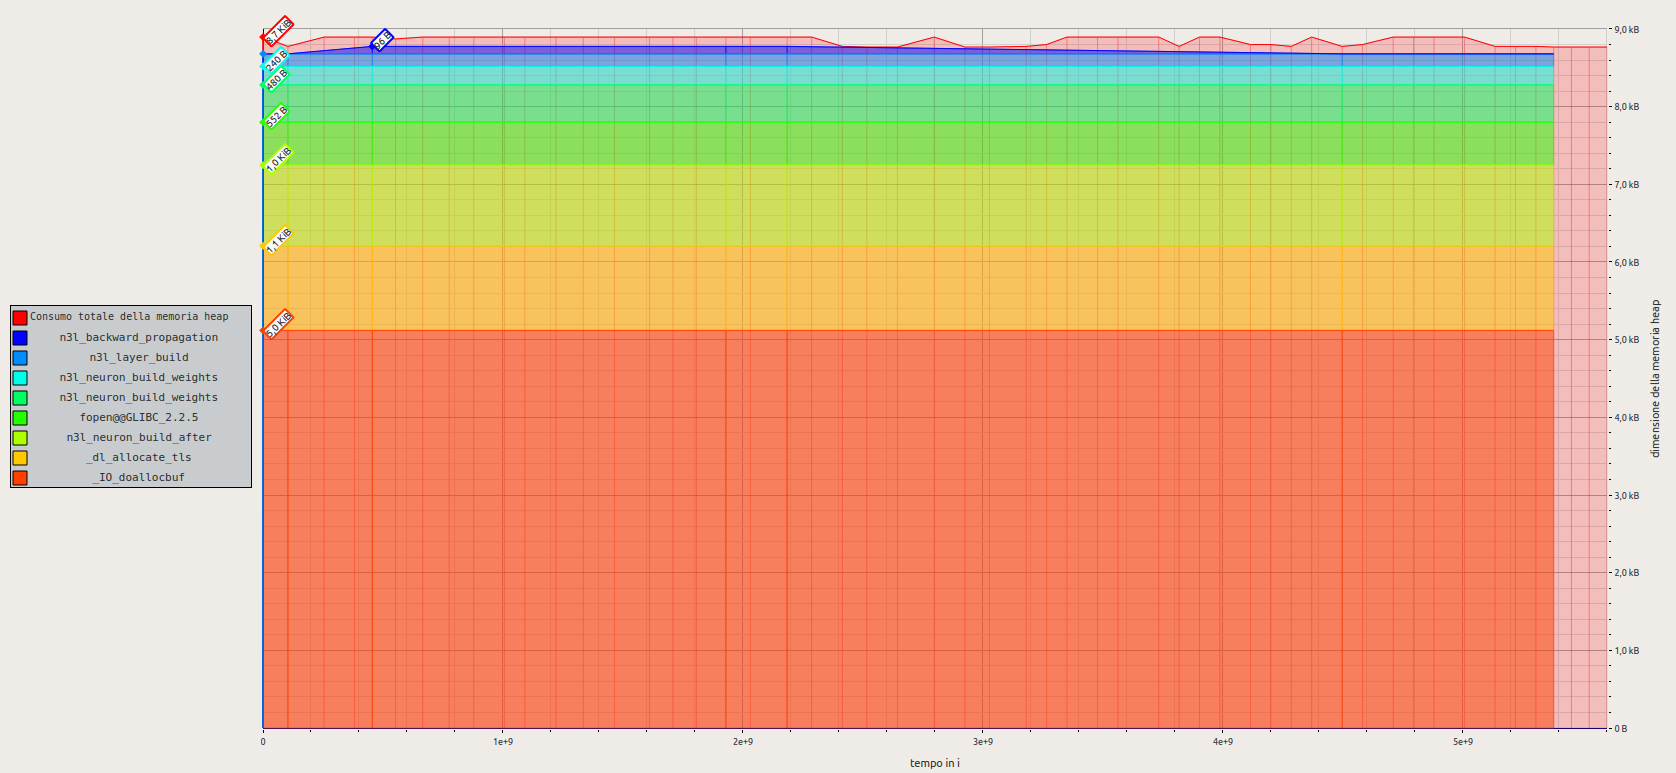 8,7 KiB
96 B
240 B
480 B
552 B
1,0 KiB
1,1 KiB
5,0 KiB
Consumo totale della memoria heap
n3l_backward_propagation
n3l_layer_build
n3l_neuron_build_weights
n3l_neuron_build_weights
fopen@@GLIBC_2.2.5
n3l_neuron_build_after
_dl_allocate_tls
_IO_doallocbuf
9,0 kB
8,0 kB
7,0 kB
6,0 kB
5,0 kB
4,0 kB
3,0 kB
2,0 kB
1,0 kB
0 B
dimensione della memoria heap
0
1e+9
2e+9
3e+9
4e+9
5e+9
tempo in i